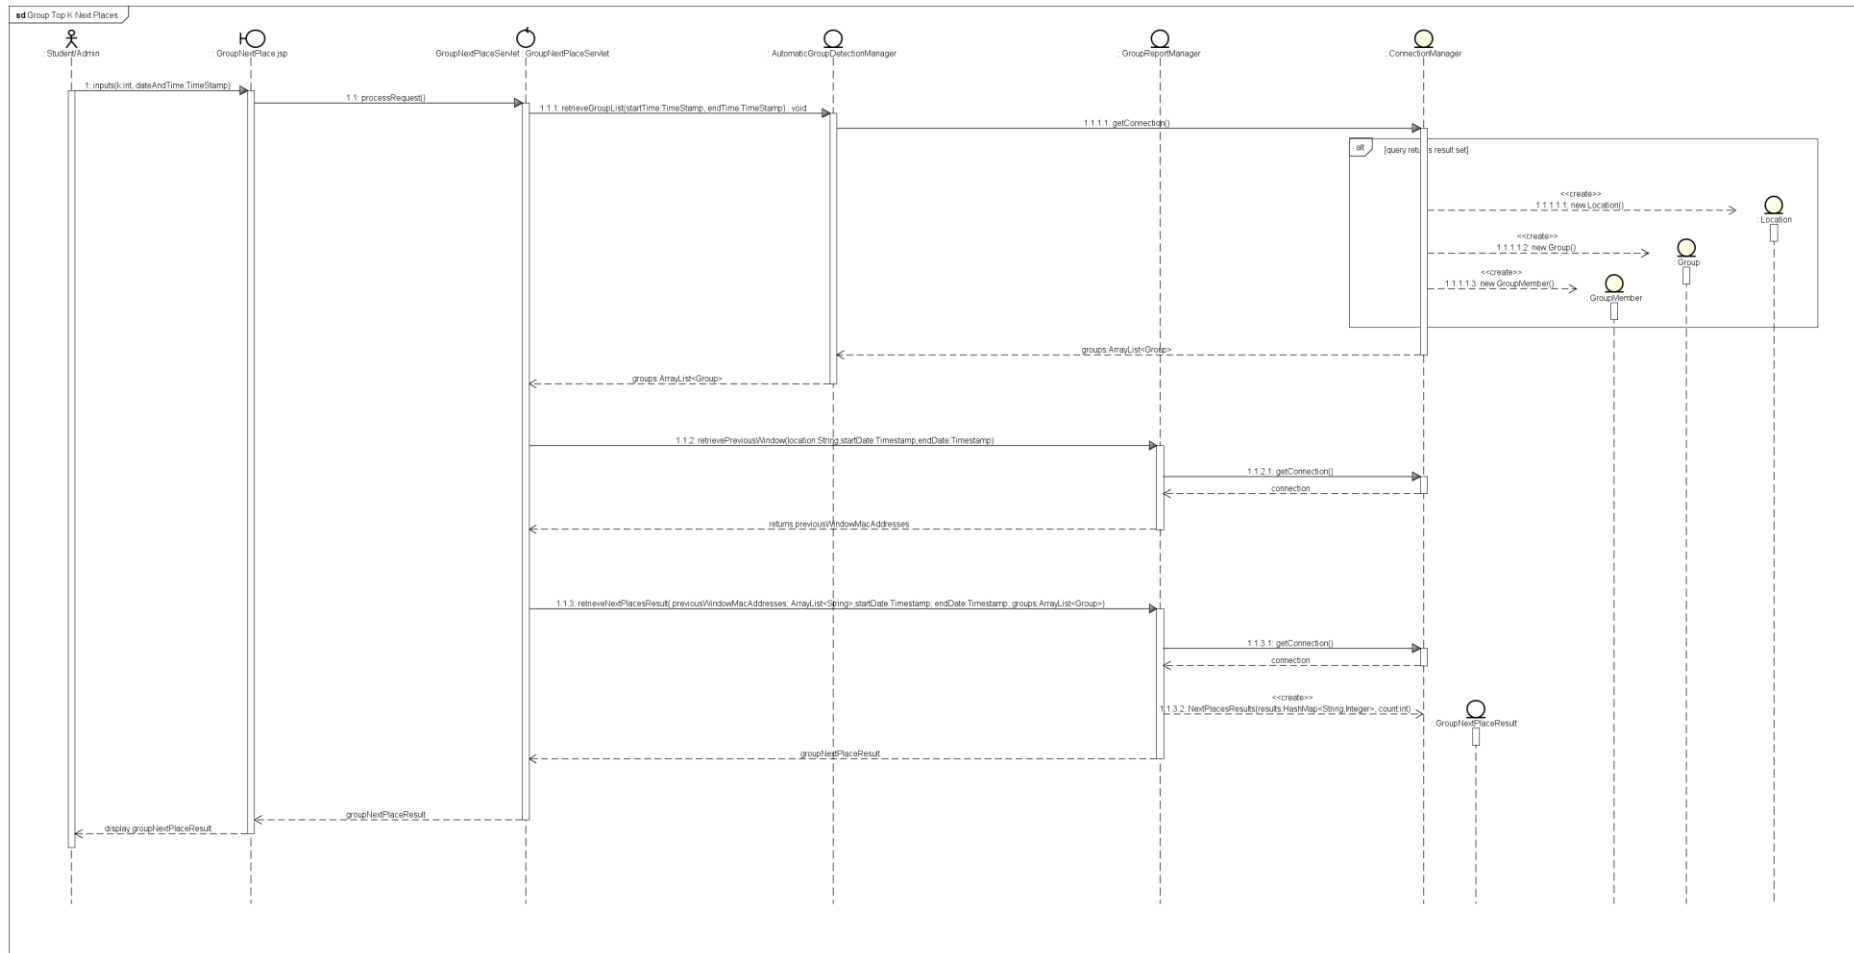 sd Group Top K Next Places
: Student/Admin
: GroupNextPlace.jsp
GroupNextPlaceServlet : GroupNextPlaceServlet
: AutomaticGroupDetectionManager
: GroupReportManager
: ConnectionManager
1: inputs(k:int, dateAndTime:TimeStamp)
1.1: processRequest()
1.1.1: retrieveGroupList(startTime:TimeStamp, endTime:TimeStamp) : void
1.1.1.1: getConnection()
alt
[query returns result set]
<<create>>
1.1.1.1.1: new Location()
: Location
<<create>>
1.1.1.1.2: new Group()
: Group
<<create>>
1.1.1.1.3: new GroupMember()
: GroupMember
groups:ArrayList<Group>
groups:ArrayList<Group>
1.1.2: retrievePreviousWindow(location:String,startDate:Timestamp,endDate:Timestamp)
1.1.2.1: getConnection()
connection
returns previousWindowMacAddresses
1.1.3: retrieveNextPlacesResult( previousWindowMacAddresses: ArrayList<String>,startDate:Timestamp, endDate:Timestamp, groups:ArrayList<Group>)
1.1.3.1: getConnection()
connection
<<create>>
1.1.3.2: NextPlacesResults(results:HashMap<String,Integer>, count:int)
: GroupNextPlaceResult
groupNextPlaceResult
groupNextPlaceResult
display groupNextPlaceResult